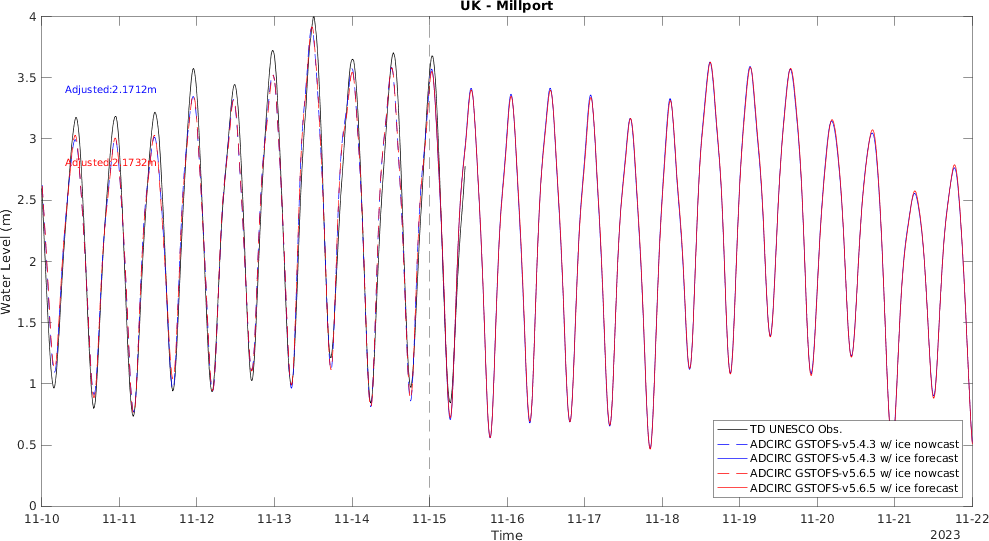 UK - Millport
4
3.5
3
2.5
2
1.5
1
0.5
0
Water Level (m)
Adjusted:2.1712m
Adjusted:2.1732m
TD UNESCO Obs.
ADCIRC GSTOFS-v5.4.3 w/ ice nowcast
ADCIRC GSTOFS-v5.4.3 w/ ice forecast
ADCIRC GSTOFS-v5.6.5 w/ ice nowcast
ADCIRC GSTOFS-v5.6.5 w/ ice forecast
11-10 11-11 11-12 11-13 11-14 11-15 11-16 11-17 11-18 11-19 11-20 11-21 11-22
Time
2023